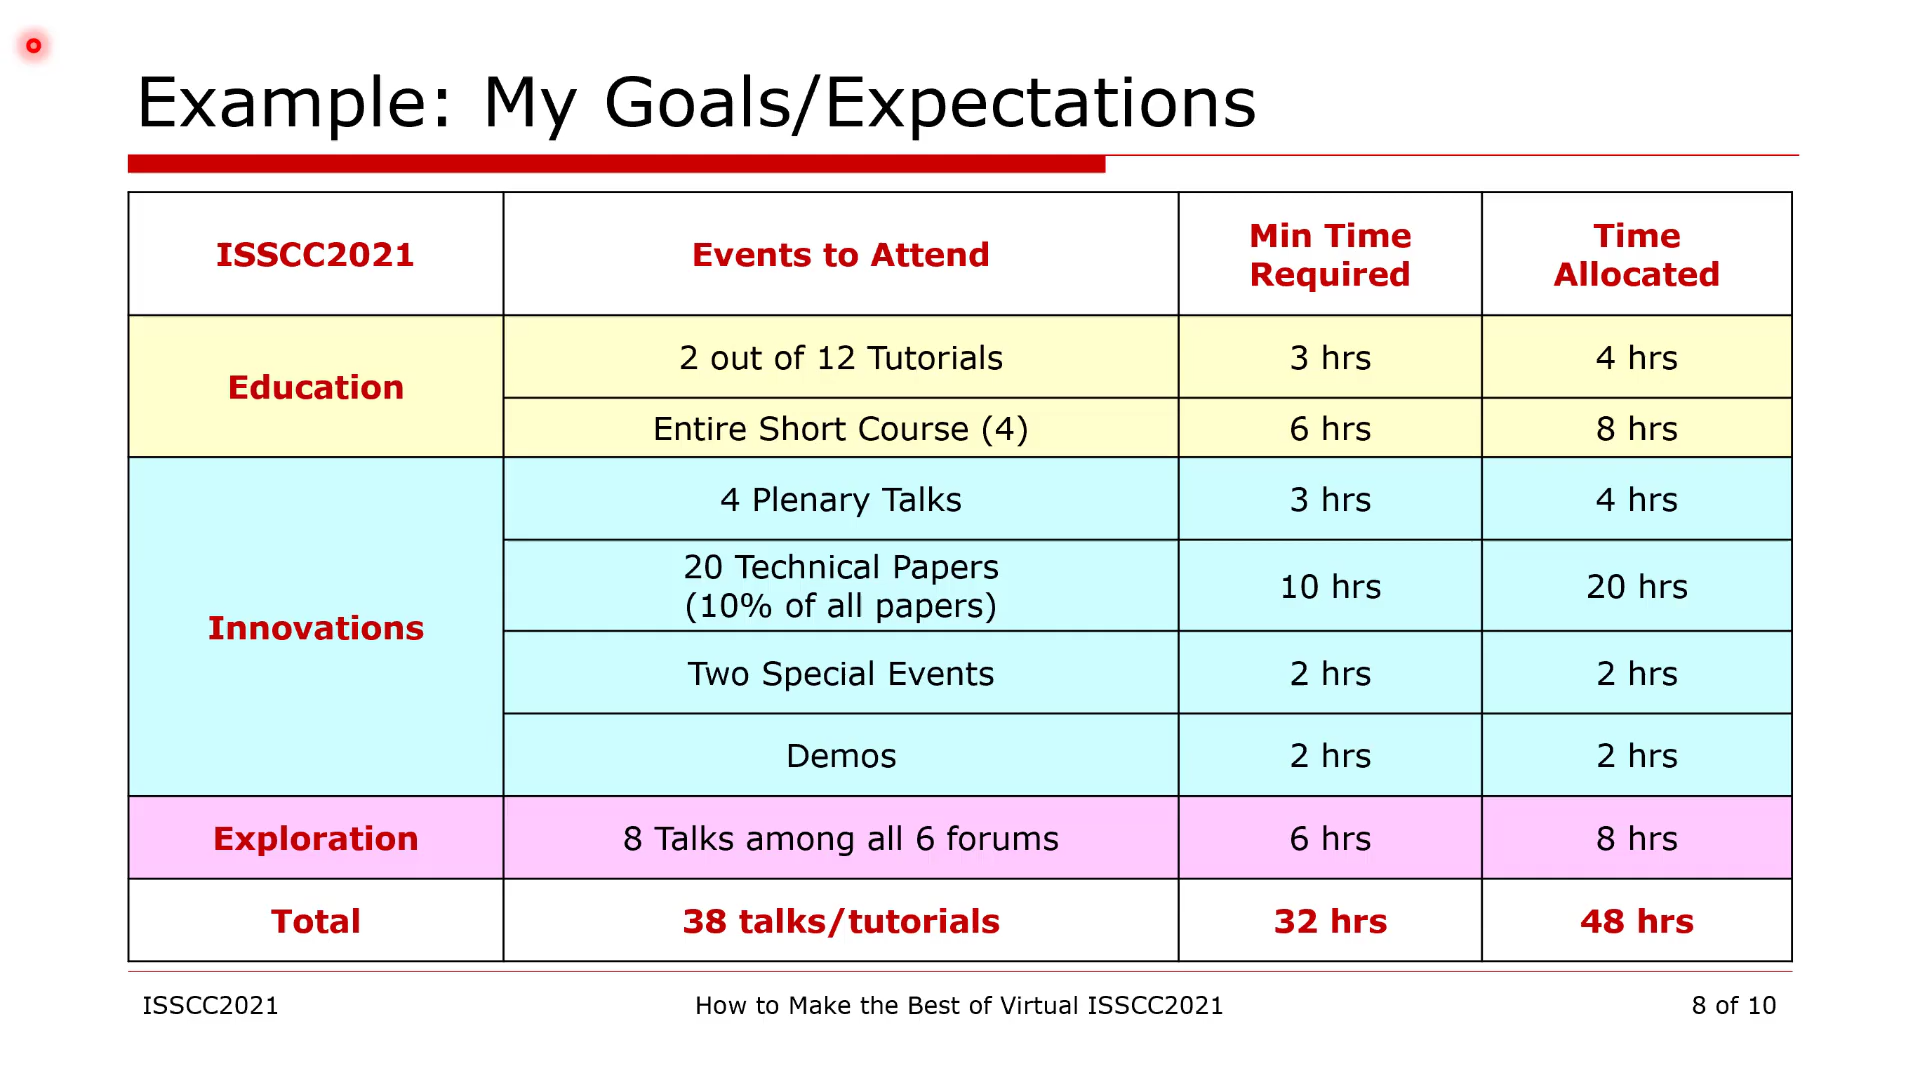 Example: My Goals/Expectations
ISSCC2021
Events to Attend
Min Time
Required
Time
Allocated
Education
2 out of 12 Tutorials
3 hrs
4 hrs
Entire Short Course (4)
6 hrs
8 hrs
Innovations
4 Plenary Talks
3 hrs
4 hrs
20 Technical Papers
(10% of all papers)
10 hrs
20 hrs
Two Special Events
2 hrs
2 hrs
Demos
2 hrs
2 hrs
Exploration
8 Talks among all 6 forums
6 hrs
8 hrs
Total
38 talks/tutorials
32 hrs
48 hrs
ISSCC2021
How to Make the Best of Virtual ISSCC2021
8 of 10